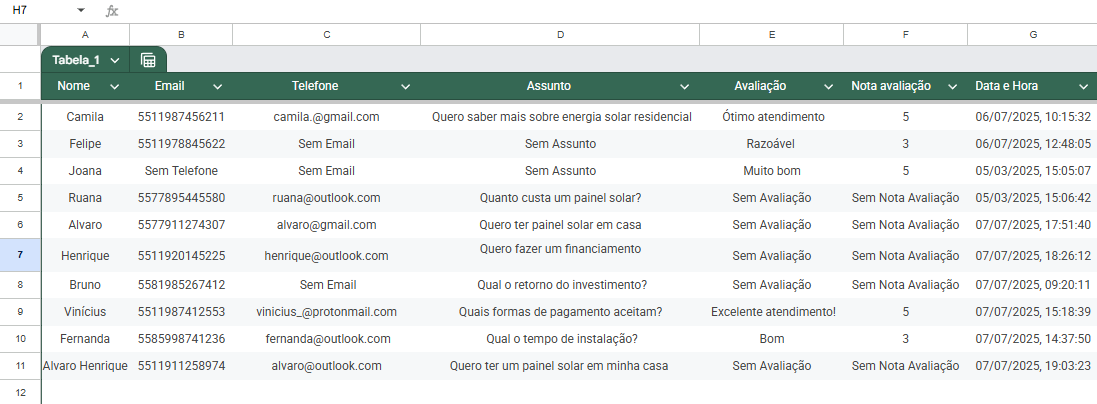 H7 fx
A B C D E F G
Tabela_1
1 Nome Email Telefone Assunto Avaliação Nota avaliação Data e Hora
2 Camila 5511987456211 camila.@gmail.com Quero saber mais sobre energia solar residencial Ótimo atendimento 5 06/07/2025, 10:15:32
3 Felipe 5511978845622 Sem Email Sem Assunto Razoável 3 06/07/2025, 12:48:05
4 Joana Sem Telefone Sem Email Sem Assunto Muito bom 5 05/03/2025, 15:05:07
5 Ruana 5577895445580 ruana@outlook.com Quanto custa um painel solar? Sem Avaliação Sem Nota Avaliação 05/03/2025, 15:06:42
6 Alvaro 5577911274307 alvaro@gmail.com Quero ter painel solar em casa Sem Avaliação Sem Nota Avaliação 07/07/2025, 17:51:40
7 Henrique 5511920145225 henrique@outlook.com Quero fazer um financiamento Sem Avaliação Sem Nota Avaliação 07/07/2025, 18:26:12
8 Bruno 5581985267412 Sem Email Qual o retorno do investimento? Sem Avaliação Sem Nota Avaliação 07/07/2025, 09:20:11
9 Vinícius 5511987412553 vinicius_@protonmail.com Quais formas de pagamento aceitam? Excelente atendimento! 5 07/07/2025, 15:18:39
10 Fernanda 5585998741236 fernanda@outlook.com Qual o tempo de instalação? Bom 3 07/07/2025, 14:37:50
11 Alvaro Henrique 5511911258974 alvaro@outlook.com Quero ter um painel solar em minha casa Sem Avaliação Sem Nota Avaliação 07/07/2025, 19:03:23
12